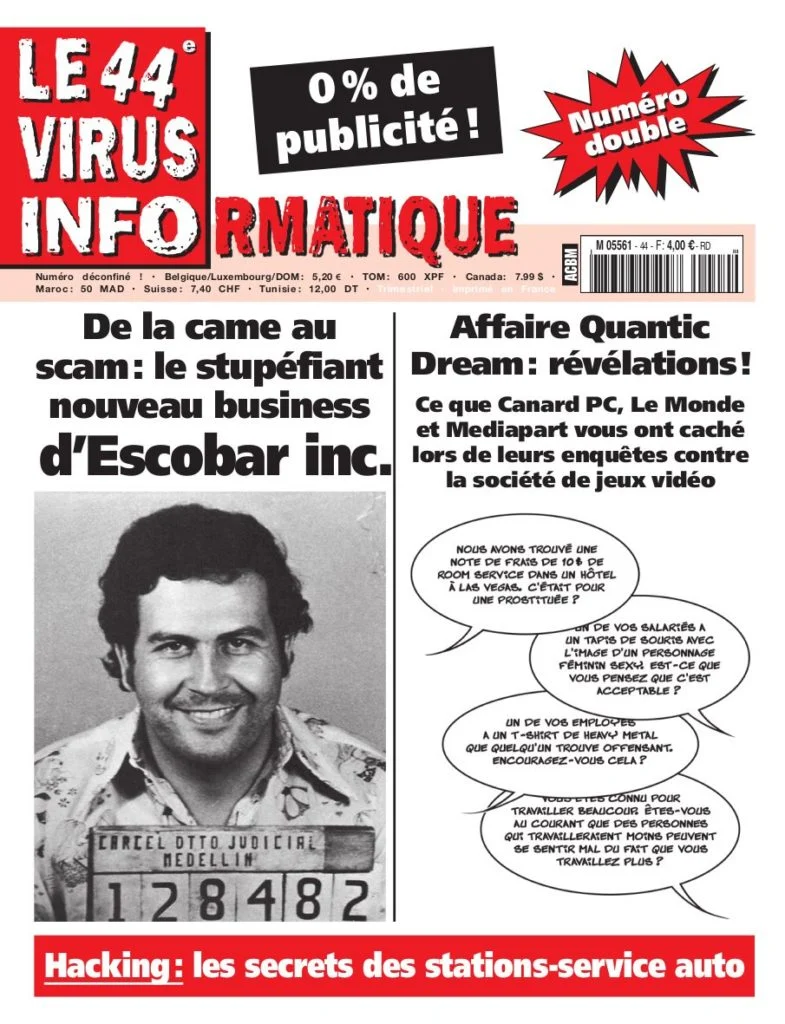 LE 44e
VIRUS
INFORMATIQUE
0 % de
publicité !
Numéro
double
ACBM
M 05561 - 44 - F: 4,00 € - RD
Numéro déconfiné ! • Belgique/Luxembourg/DOM : 5,20 € • TOM : 600 XPF • Canada : 7.99 $ •
Maroc : 50 MAD • Suisse : 7,40 CHF • Tunisie : 12,00 DT • Trimestriel • Imprimé en France
De la came au
scam : le stupéfiant
nouveau business
d'Escobar inc.
CARCEL DTTO JUDICIAL
MEDELLIN
128482
Affaire Quantic
Dream : révélations !
Ce que Canard PC, Le Monde
et Mediapart vous ont caché
lors de leurs enquêtes contre
la société de jeux vidéo
NOUS AVONS TROUVÉ UNE
NOTE DE FRAIS DE 10$ DE
ROOM SERVICE DANS UN HÔTEL
À LAS VEGAS. C'ÉTAIT POUR
UNE PROSTITUÉE ?
UN DE VOS SALARIÉS A
UN TAPIS DE SOURIS AVEC
L'IMAGE D'UN PERSONNAGE
FÉMININ SEXY. EST-CE QUE
VOUS PENSEZ QUE C'EST
ACCEPTABLE ?
UN DE VOS EMPLOYÉS
A UN T-SHIRT DE HEAVY METAL
QUE QUELQU'UN TROUVE OFFENSANT.
ENCOURAGEZ-VOUS CELA ?
VOUS ÊTES CONNU POUR
TRAVAILLER BEAUCOUP. ÊTES-VOUS
AU COURANT QUE DES PERSONNES
QUI TRAVAILLERAIENT MOINS PEUVENT
SE SENTIR MAL DU FAIT QUE VOUS
TRAVAILLEZ PLUS ?
Hacking : les secrets des stations-service auto